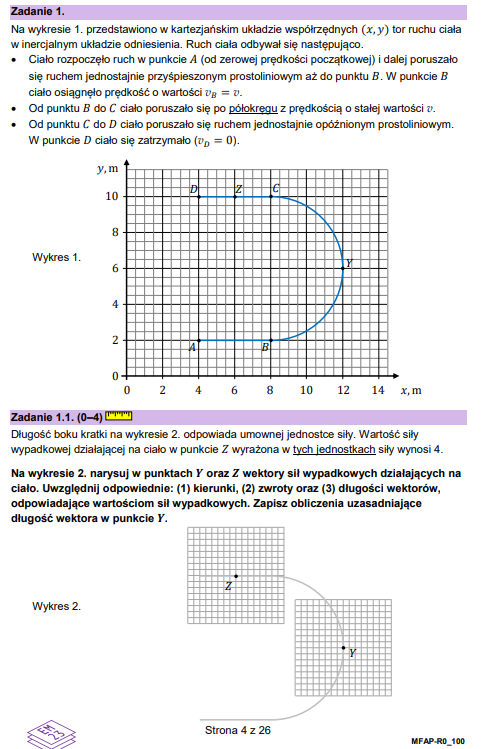 Zadanie 1.
Na wykresie 1. przedstawiono w kartezjańskim układzie współrzędnych (x, y) tor ruchu ciała
w inercjalnym układzie odniesienia. Ruch ciała odbywał się następująco.
• Ciało rozpoczęło ruch w punkcie A (od zerowej prędkości początkowej) i dalej poruszało
się ruchem jednostajnie przyśpieszonym prostoliniowym aż do punktu B. W punkcie B
ciało osiągnęło prędkość o wartości v_B = v.
• Od punktu B do C ciało poruszało się po półokręgu z prędkością o stałej wartości v.
• Od punktu C do D ciało poruszało się ruchem jednostajnie opóźnionym prostoliniowym.
W punkcie D ciało się zatrzymało (v_D = 0).
y, m
10
8
6
4
2
0
D Z C
Y
A B
Wykres 1.
0 2 4 6 8 10 12 14 x, m
Zadanie 1.1. (0–4)
Długość boku kratki na wykresie 2. odpowiada umownej jednostce siły. Wartość siły
wypadkowej działającej na ciało w punkcie Z wyrażona w tych jednostkach siły wynosi 4.
Na wykresie 2. narysuj w punktach Y oraz Z wektory sił wypadkowych działających na
ciało. Uwzględnij odpowiednie: (1) kierunki, (2) zwroty oraz (3) długości wektorów,
odpowiadające wartościom sił wypadkowych. Zapisz obliczenia uzasadniające
długość wektora w punkcie Y.
Z
Wykres 2.
Y
Strona 4 z 26
MFAP-R0_100